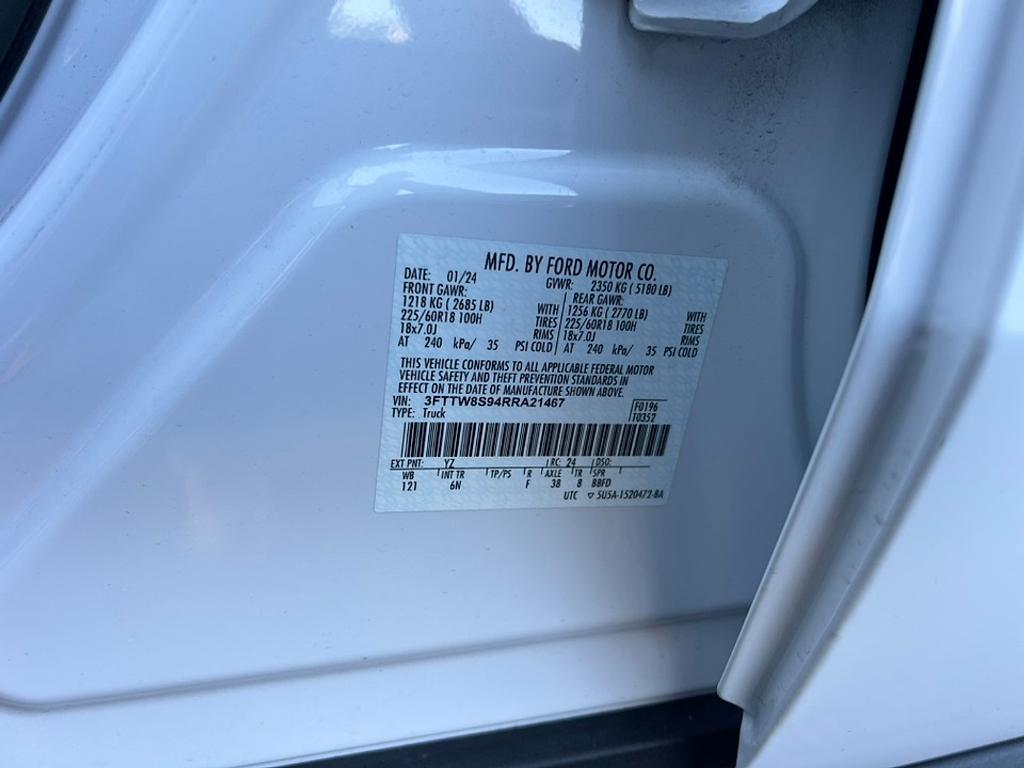 MFD. BY FORD MOTOR CO.
DATE: 01/24 GVWR: 2350 KG ( 5180 LB)
FRONT GAWR: REAR GAWR:
1218 KG ( 2685 LB) WITH 1256 KG ( 2770 LB) WITH
225/60R18 100H TIRES 225/60R18 100H TIRES
18x7.0J RIMS 18x7.0J RIMS
AT 240 kPa/ 35 PSI COLD AT 240 kPa/ 35 PSI COLD
THIS VEHICLE CONFORMS TO ALL APPLICABLE FEDERAL MOTOR
VEHICLE SAFETY AND THEFT PREVENTION STANDARDS IN
EFFECT ON THE DATE OF MANUFACTURE SHOWN ABOVE.
VIN: 3FTTW8S94RRA21467 F0196
TYPE: Truck T0352
EXT PNT: YZ RC: 24 DSO:
WB INT TR TP/PS R AXLE TR SPR
121 6N F 38 8 BBFD
UTC ▽ 5U5A-1520472-BA